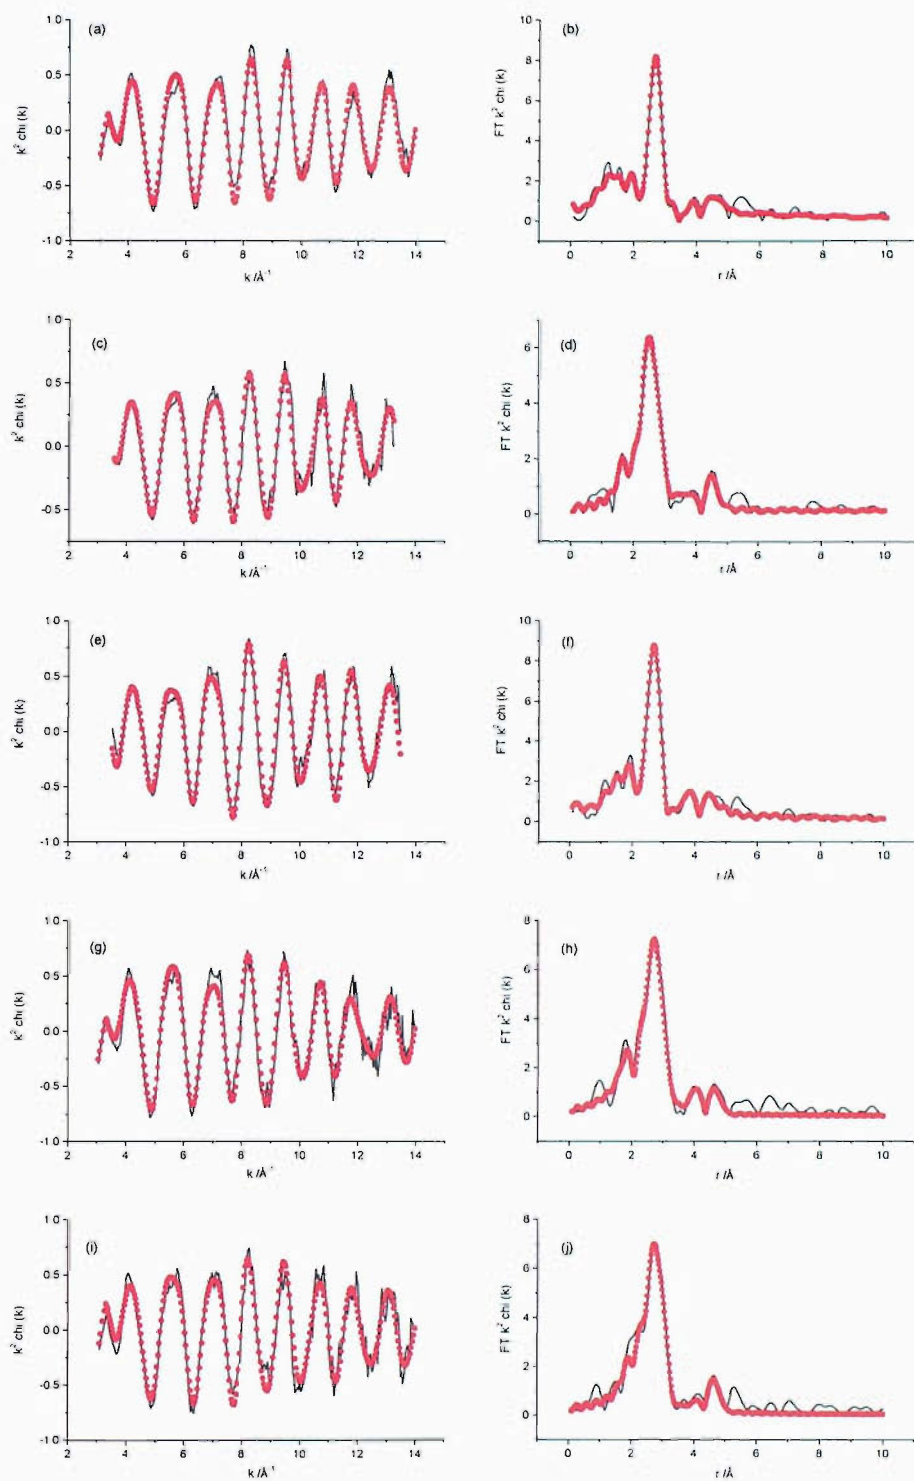 (a)
1.0
0.5
0.0
-0.5
-1.0
k² chi (k)
2 4 6 8 10 12 14
k /Å⁻¹
(b)
10
8
6
4
2
0
FT k² chi (k)
0 2 4 6 8 10
r /Å
(c)
1.0
0.5
0.0
-0.5
k² chi (k)
2 4 6 8 10 12 14
k /Å⁻¹
(d)
6
4
2
0
FT k² chi (k)
0 2 4 6 8 10
r /Å
(e)
1.0
0.5
0.0
-0.5
-1.0
k² chi (k)
2 4 6 8 10 12 14
k /Å⁻¹
(f)
10
8
6
4
2
0
FT k² chi (k)
0 2 4 6 8 10
r /Å
(g)
1.0
0.5
0.0
-0.5
-1.0
k² chi (k)
2 4 6 8 10 12 14
k /Å⁻¹
(h)
8
6
4
2
0
FT k² chi (k)
0 2 4 6 8 10
r /Å
(i)
1.0
0.5
0.0
-0.5
-1.0
k² chi (k)
2 4 6 8 10 12 14
k /Å⁻¹
(j)
8
6
4
2
0
FT k² chi (k)
0 2 4 6 8 10
r /Å